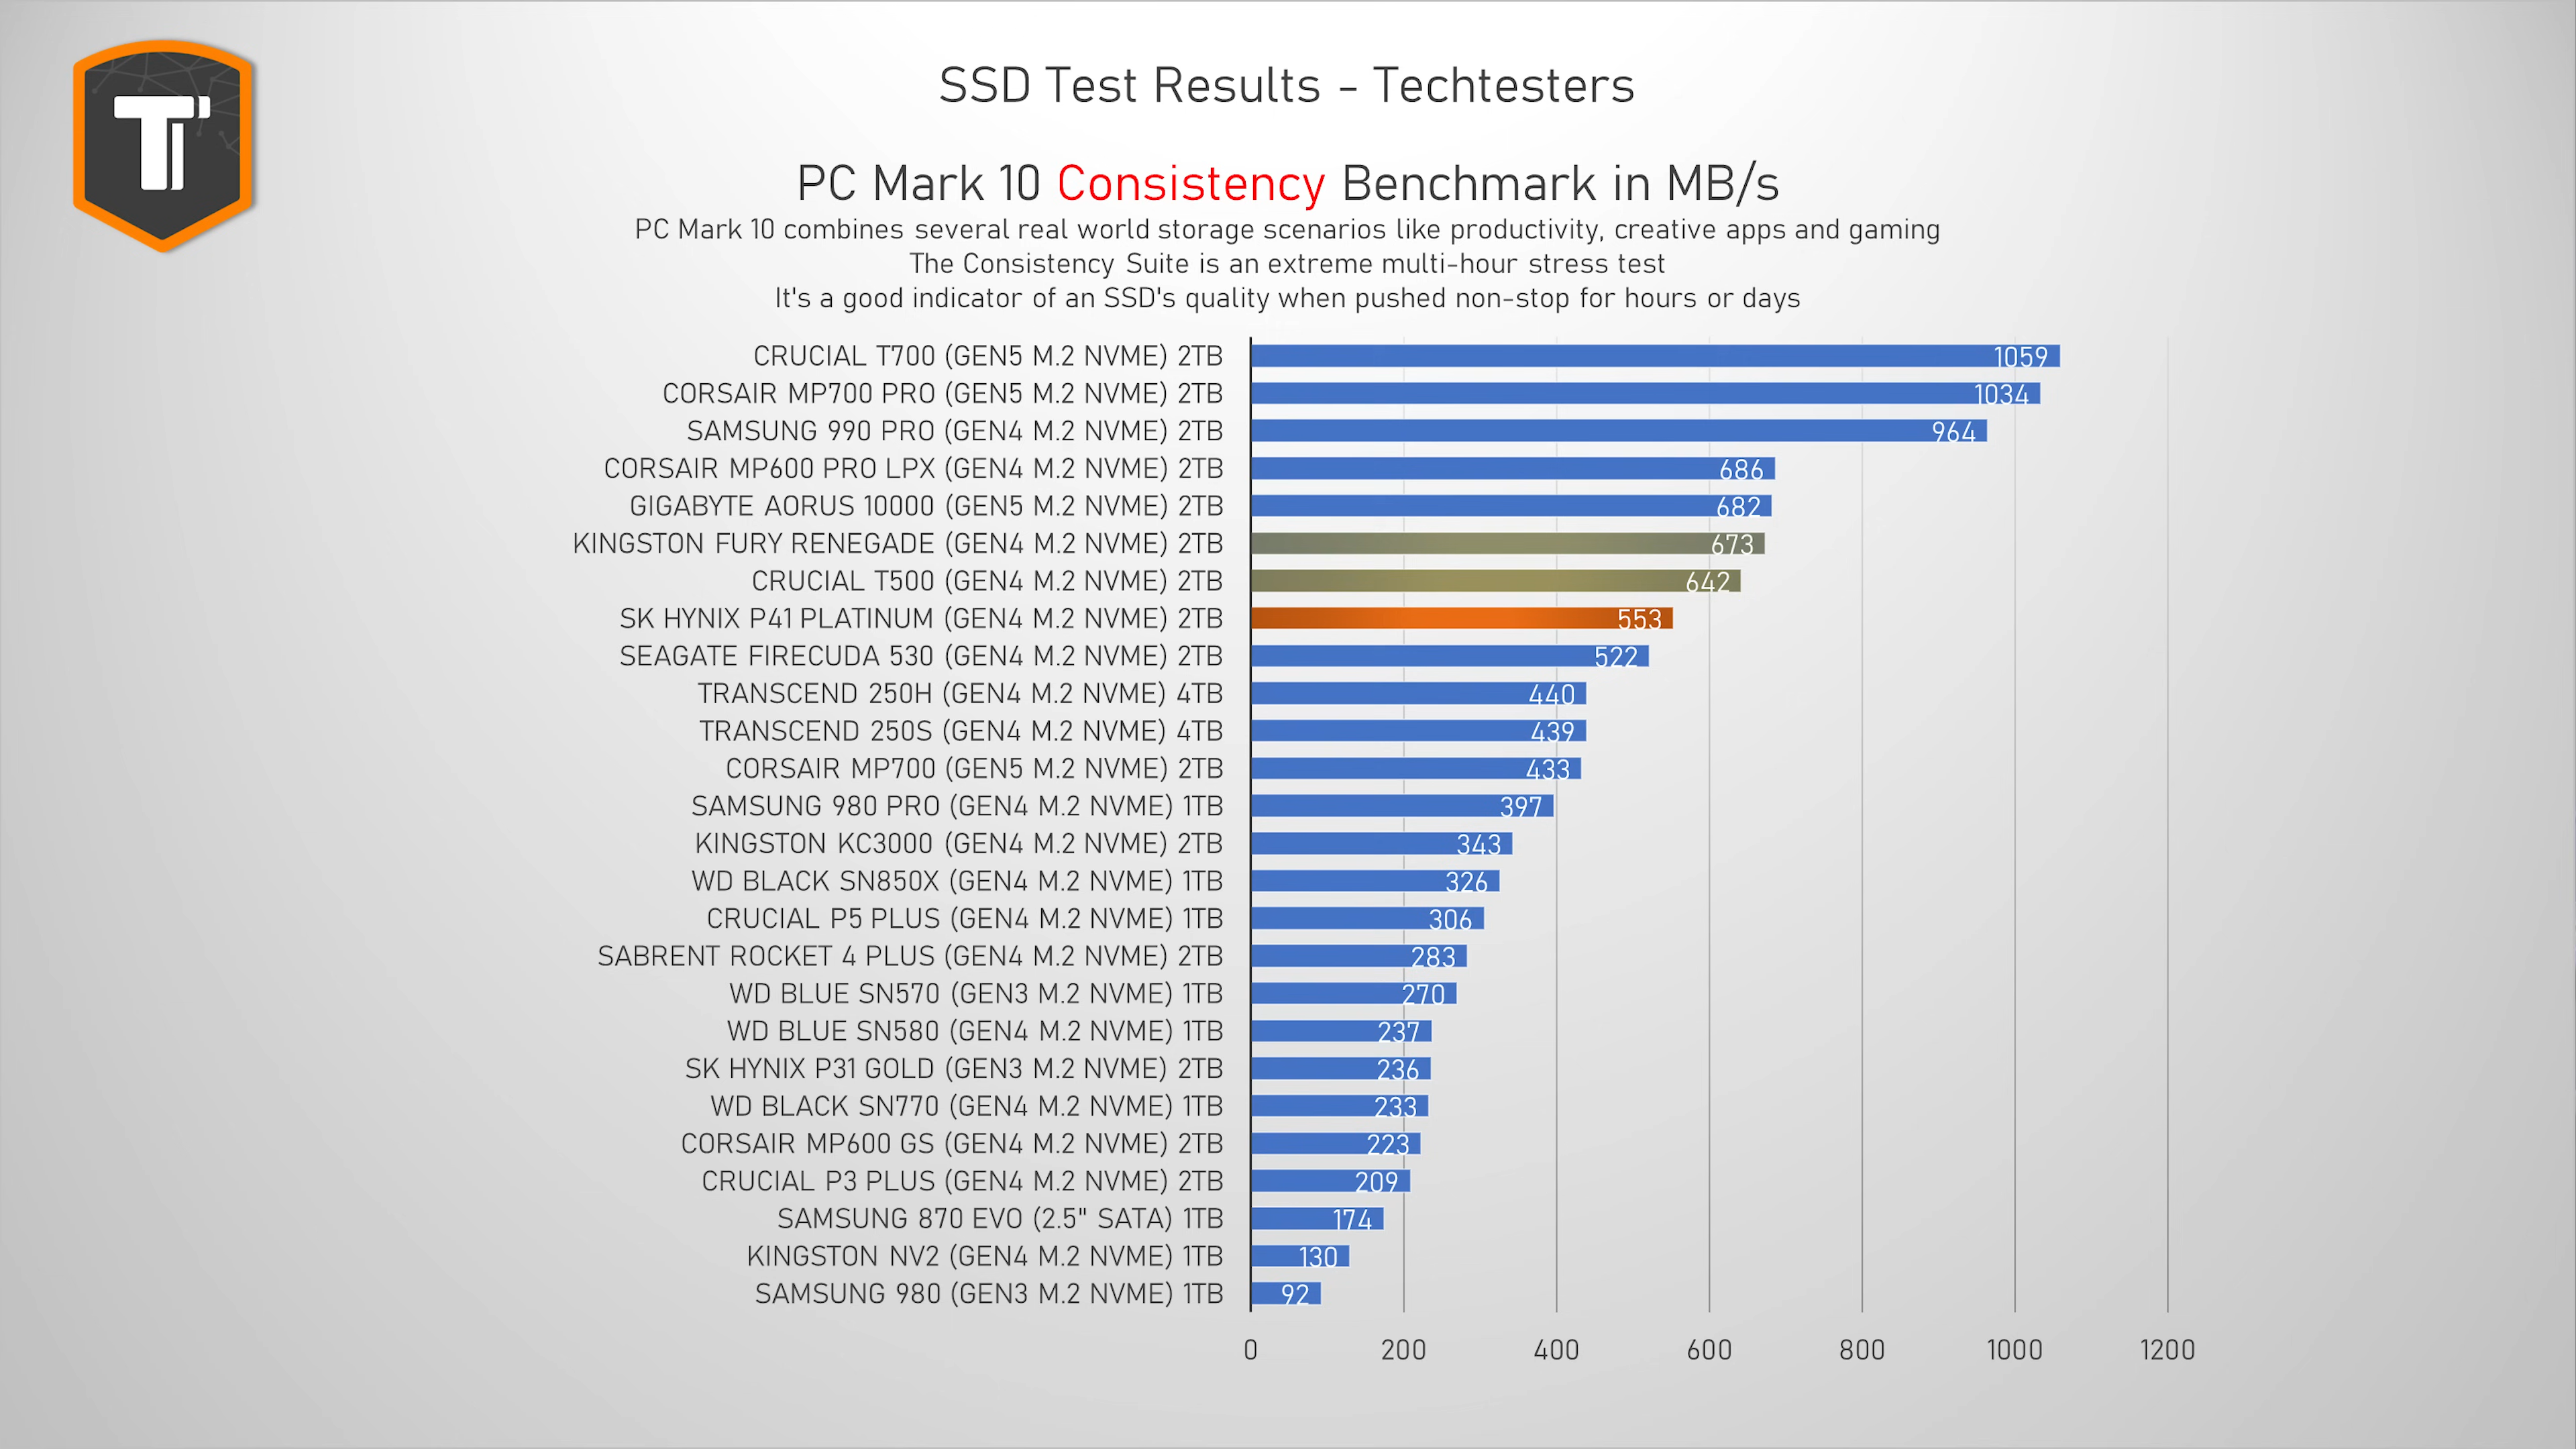 SSD Test Results - Techtesters
PC Mark 10 Consistency Benchmark in MB/s
PC Mark 10 combines several real world storage scenarios like productivity, creative apps and gaming
The Consistency Suite is an extreme multi-hour stress test
It's a good indicator of an SSD's quality when pushed non-stop for hours or days
CRUCIAL T700 (GEN5 M.2 NVME) 2TB 1059
CORSAIR MP700 PRO (GEN5 M.2 NVME) 2TB 1034
SAMSUNG 990 PRO (GEN4 M.2 NVME) 2TB 964
CORSAIR MP600 PRO LPX (GEN4 M.2 NVME) 2TB 686
GIGABYTE AORUS 10000 (GEN5 M.2 NVME) 2TB 682
KINGSTON FURY RENEGADE (GEN4 M.2 NVME) 2TB 673
CRUCIAL T500 (GEN4 M.2 NVME) 2TB 642
SK HYNIX P41 PLATINUM (GEN4 M.2 NVME) 2TB 553
SEAGATE FIRECUDA 530 (GEN4 M.2 NVME) 2TB 522
TRANSCEND 250H (GEN4 M.2 NVME) 4TB 440
TRANSCEND 250S (GEN4 M.2 NVME) 4TB 439
CORSAIR MP700 (GEN5 M.2 NVME) 2TB 433
SAMSUNG 980 PRO (GEN4 M.2 NVME) 1TB 397
KINGSTON KC3000 (GEN4 M.2 NVME) 2TB 343
WD BLACK SN850X (GEN4 M.2 NVME) 1TB 326
CRUCIAL P5 PLUS (GEN4 M.2 NVME) 1TB 306
SABRENT ROCKET 4 PLUS (GEN4 M.2 NVME) 2TB 283
WD BLUE SN570 (GEN3 M.2 NVME) 1TB 270
WD BLUE SN580 (GEN4 M.2 NVME) 1TB 237
SK HYNIX P31 GOLD (GEN3 M.2 NVME) 2TB 236
WD BLACK SN770 (GEN4 M.2 NVME) 1TB 233
CORSAIR MP600 GS (GEN4 M.2 NVME) 2TB 223
CRUCIAL P3 PLUS (GEN4 M.2 NVME) 2TB 209
SAMSUNG 870 EVO (2.5" SATA) 1TB 174
KINGSTON NV2 (GEN4 M.2 NVME) 1TB 130
SAMSUNG 980 (GEN3 M.2 NVME) 1TB 92
0 200 400 600 800 1000 1200